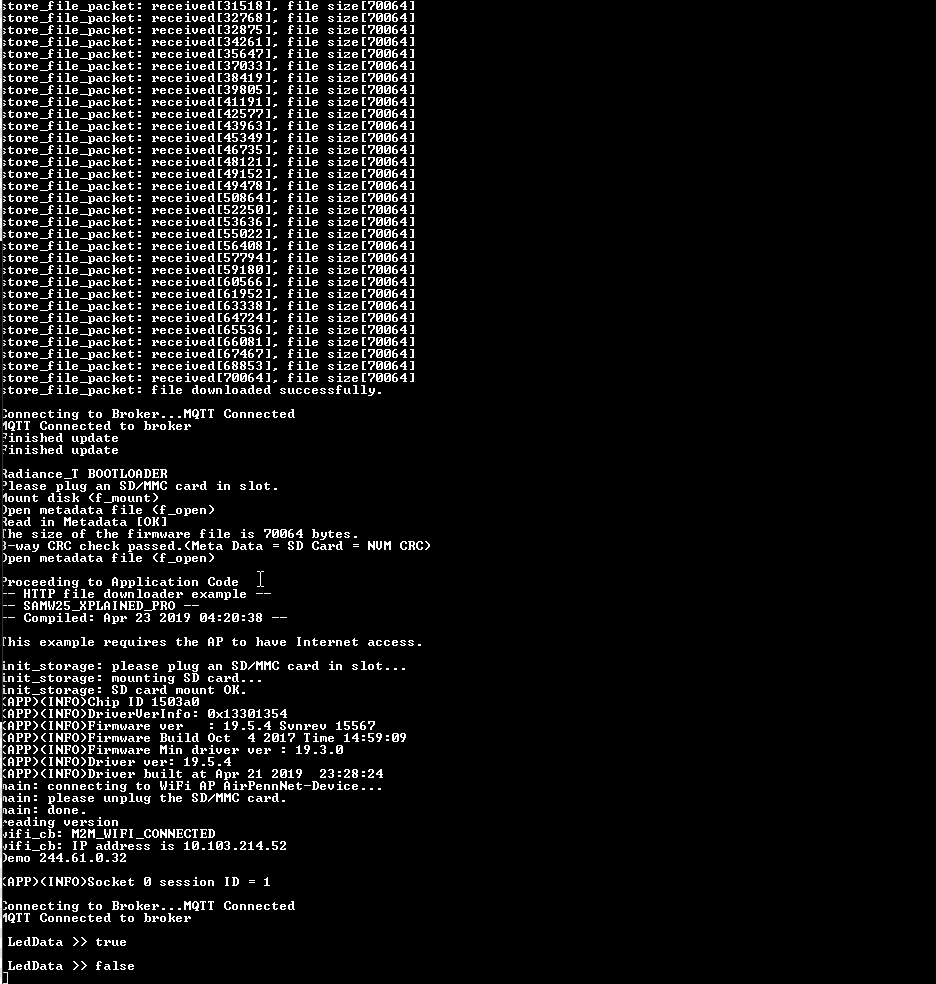 store_file_packet: received[31518], file size[70064]
store_file_packet: received[32768], file size[70064]
store_file_packet: received[32875], file size[70064]
store_file_packet: received[34261], file size[70064]
store_file_packet: received[35647], file size[70064]
store_file_packet: received[37033], file size[70064]
store_file_packet: received[38419], file size[70064]
store_file_packet: received[39805], file size[70064]
store_file_packet: received[41191], file size[70064]
store_file_packet: received[42577], file size[70064]
store_file_packet: received[43963], file size[70064]
store_file_packet: received[45349], file size[70064]
store_file_packet: received[46735], file size[70064]
store_file_packet: received[48121], file size[70064]
store_file_packet: received[49152], file size[70064]
store_file_packet: received[49478], file size[70064]
store_file_packet: received[50864], file size[70064]
store_file_packet: received[52250], file size[70064]
store_file_packet: received[53636], file size[70064]
store_file_packet: received[55022], file size[70064]
store_file_packet: received[56408], file size[70064]
store_file_packet: received[57794], file size[70064]
store_file_packet: received[59180], file size[70064]
store_file_packet: received[60566], file size[70064]
store_file_packet: received[61952], file size[70064]
store_file_packet: received[63338], file size[70064]
store_file_packet: received[64724], file size[70064]
store_file_packet: received[65536], file size[70064]
store_file_packet: received[66081], file size[70064]
store_file_packet: received[67467], file size[70064]
store_file_packet: received[68853], file size[70064]
store_file_packet: received[70064], file size[70064]
store_file_packet: file downloaded successfully.
Connecting to Broker...MQTT Connected
MQTT Connected to broker
Finished update
Finished update
Radiance_T BOOTLOADER
Please plug an SD/MMC card in slot.
Mount disk (f_mount)
Open metadata file (f_open)
Read in Metadata [OK]
The size of the firmware file is 70064 bytes.
3-way CRC check passed.(Meta Data = SD Card = NVM CRC)
Open metadata file (f_open)
Proceeding to Application Code
-- HTTP file downloader example --
-- SAMW25_XPLAINED_PRO --
-- Compiled: Apr 23 2019 04:20:38 --
This example requires the AP to have Internet access.
init_storage: please plug an SD/MMC card in slot...
init_storage: mounting SD card...
init_storage: SD card mount OK.
(APP)(INFO)Chip ID 1503a0
(APP)(INFO)DriverVerInfo: 0x13301354
(APP)(INFO)Firmware ver   : 19.5.4 Svnrev 15567
(APP)(INFO)Firmware Build Oct  4 2017 Time 14:59:09
(APP)(INFO)Firmware Min driver ver : 19.3.0
(APP)(INFO)Driver ver: 19.5.4
(APP)(INFO)Driver built at Apr 21 2019  23:28:24
main: connecting to WiFi AP AirPennNet-Device...
main: please unplug the SD/MMC card.
main: done.
reading version
wifi_cb: M2M_WIFI_CONNECTED
wifi_cb: IP address is 10.103.214.52
Demo 244.61.0.32
(APP)(INFO)Socket 0 session ID = 1
Connecting to Broker...MQTT Connected
MQTT Connected to broker
LedData >> true
LedData >> false